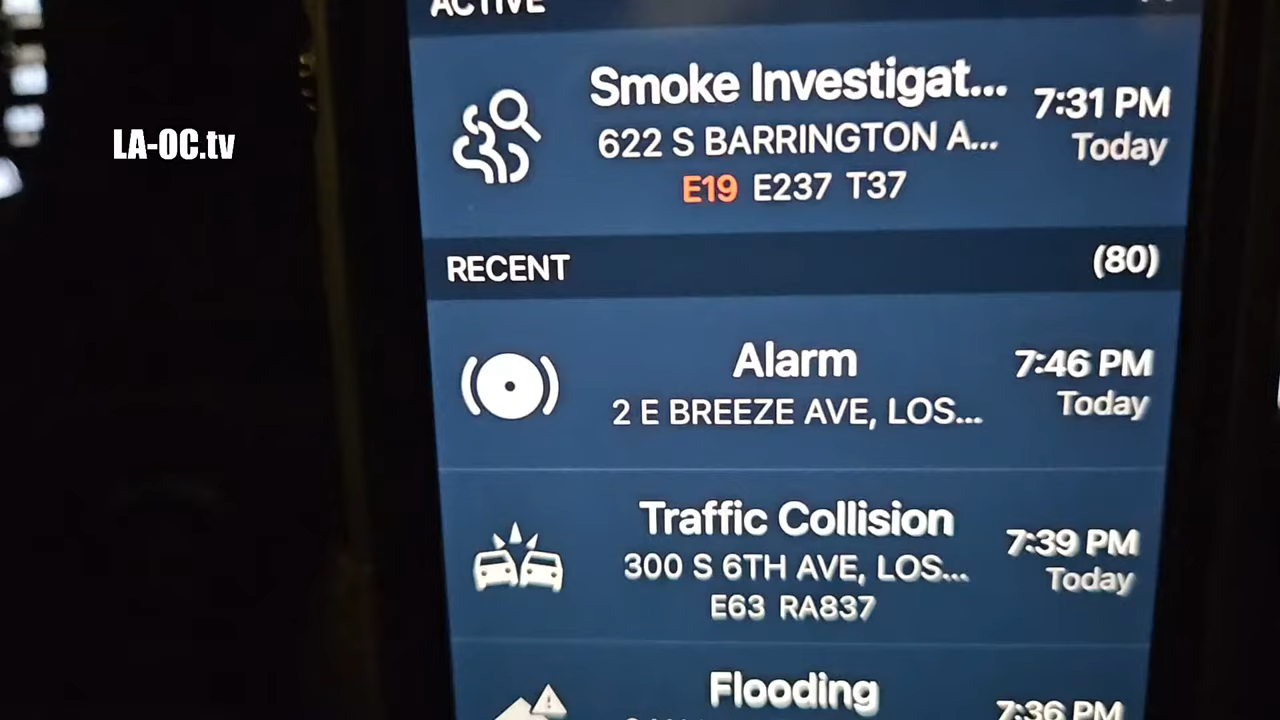 ACTIVE
LA-OC.tv
Smoke Investigat...
7:31 PM
622 S BARRINGTON A...
Today
E19 E237 T37
RECENT
(80)
Alarm
7:46 PM
2 E BREEZE AVE, LOS...
Today
Traffic Collision
7:39 PM
300 S 6TH AVE, LOS...
Today
E63 RA837
Flooding
7:36 PM